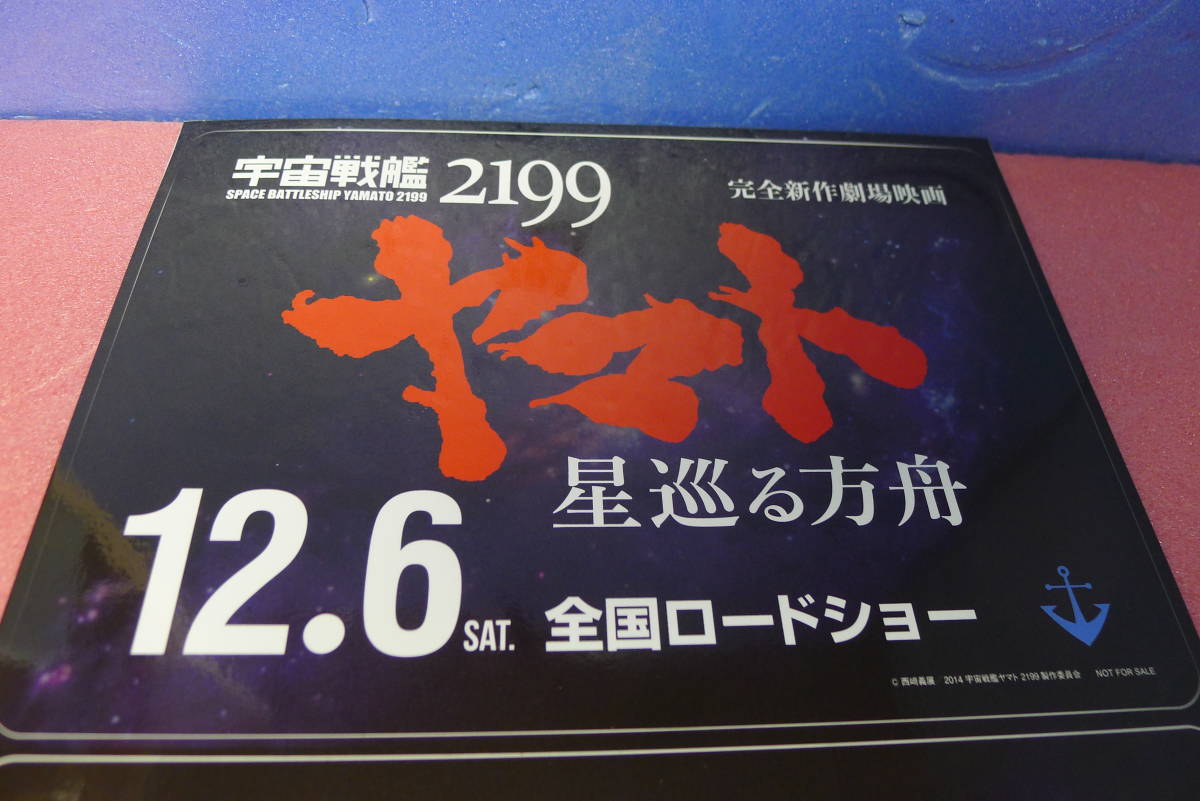 宇宙戦艦 2199
SPACE BATTLESHIP YAMATO 2199
完全新作劇場映画
ヤマト
星巡る方舟
12.6 SAT. 全国ロードショー
© 西﨑義展 2014 宇宙戦艦ヤマト 2199 製作委員会 NOT FOR SALE